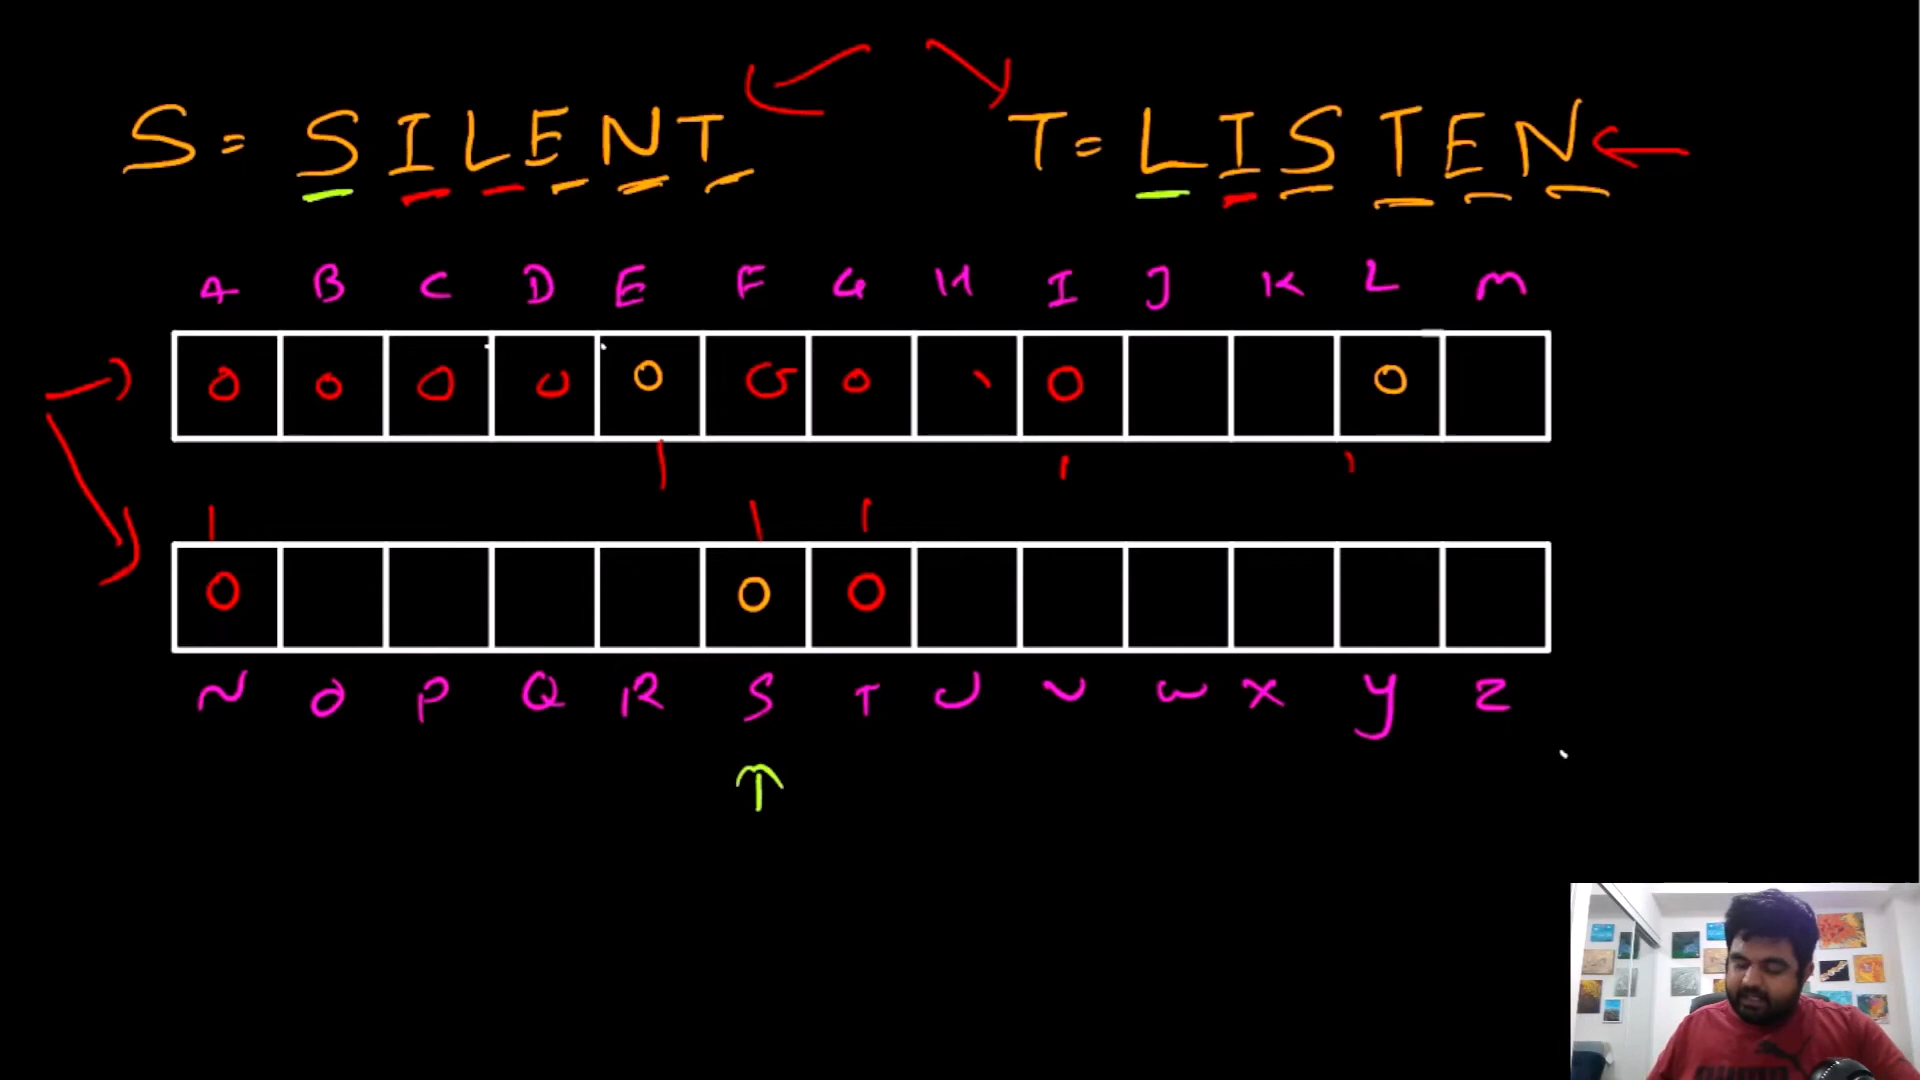 S = SILENT T = LISTEN
A B C D E F G H I J K L M
0 0 0 0 0 0 0 0 0
1 1 1
1 1 1
0 0 0
N O P Q R S T U V W X Y Z